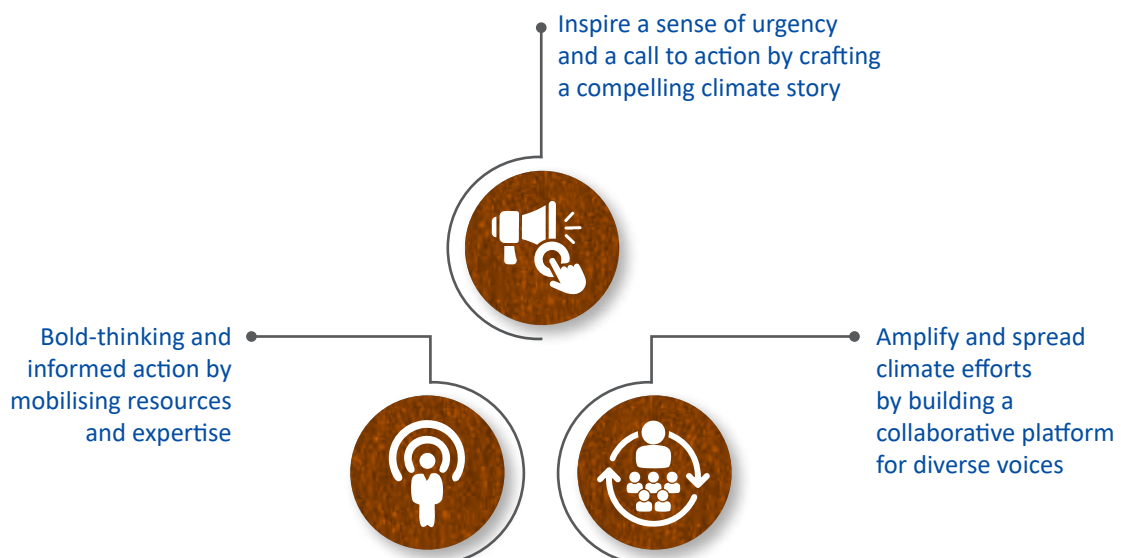 Inspire a sense of urgency
and a call to action by crafting
a compelling climate story
Bold-thinking and
informed action by
mobilising resources
and expertise
Amplify and spread
climate efforts
by building a
collaborative platform
for diverse voices